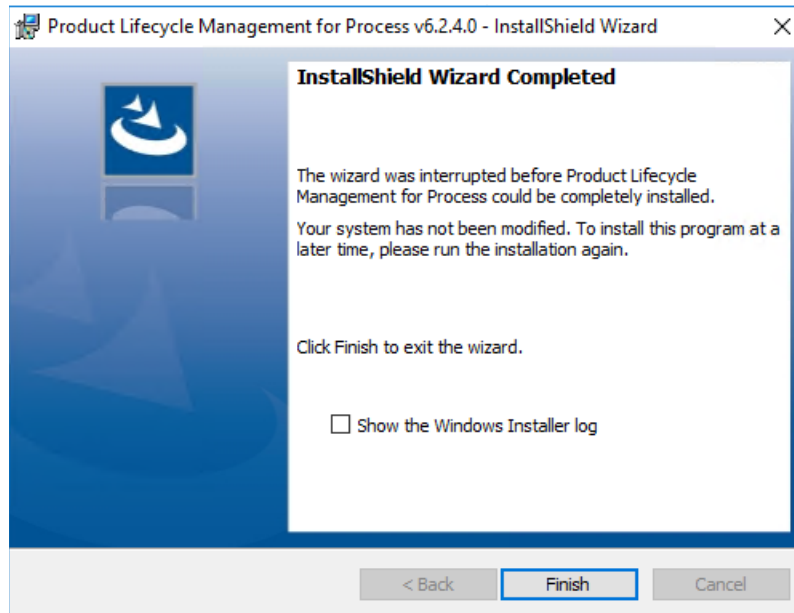 Product Lifecycle Management for Process v6.2.4.0 - InstallShield Wizard
InstallShield Wizard Completed
The wizard was interrupted before Product Lifecycle
Management for Process could be completely installed.
Your system has not been modified. To install this program at a
later time, please run the installation again.
Click Finish to exit the wizard.
Show the Windows Installer log
< Back
Finish
Cancel